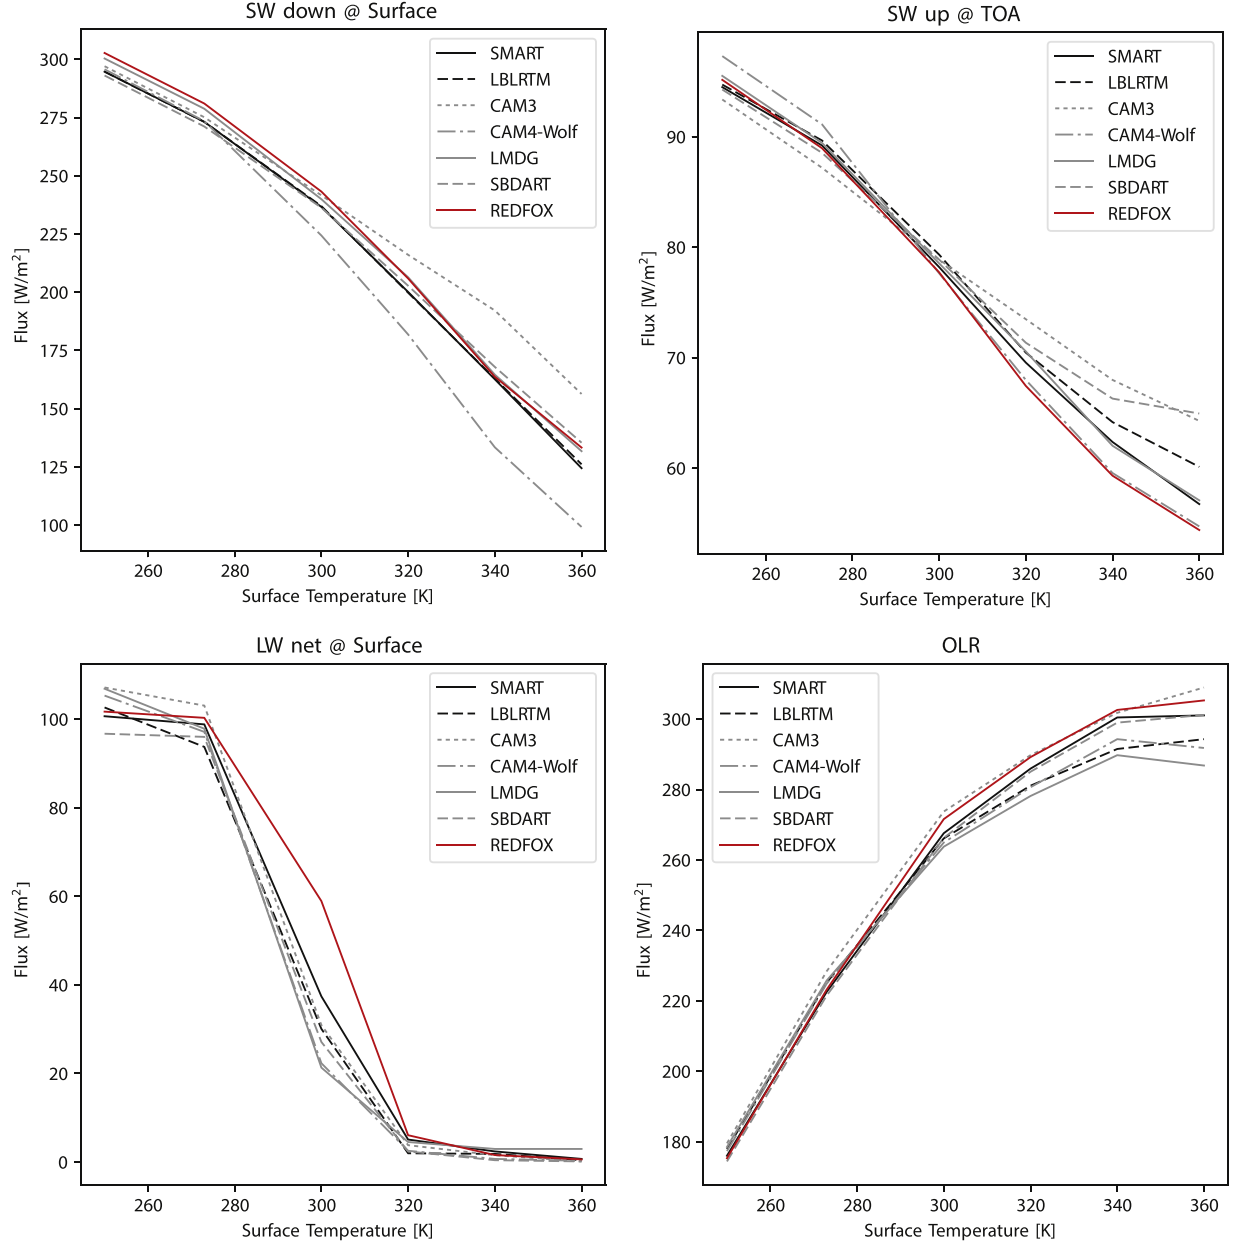 SW down @ Surface
300
275
250
225
200
175
150
125
100
Flux [W/m²]
SMART
LBLRTM
CAM3
CAM4-Wolf
LMDG
SBDART
REDFOX
260 280 300 320 340 360
Surface Temperature [K]
SW up @ TOA
90
80
70
60
Flux [W/m²]
SMART
LBLRTM
CAM3
CAM4-Wolf
LMDG
SBDART
REDFOX
260 280 300 320 340 360
Surface Temperature [K]
LW net @ Surface
100
80
60
40
20
0
Flux [W/m²]
SMART
LBLRTM
CAM3
CAM4-Wolf
LMDG
SBDART
REDFOX
260 280 300 320 340 360
Surface Temperature [K]
OLR
300
280
260
240
220
200
180
Flux [W/m²]
SMART
LBLRTM
CAM3
CAM4-Wolf
LMDG
SBDART
REDFOX
260 280 300 320 340 360
Surface Temperature [K]